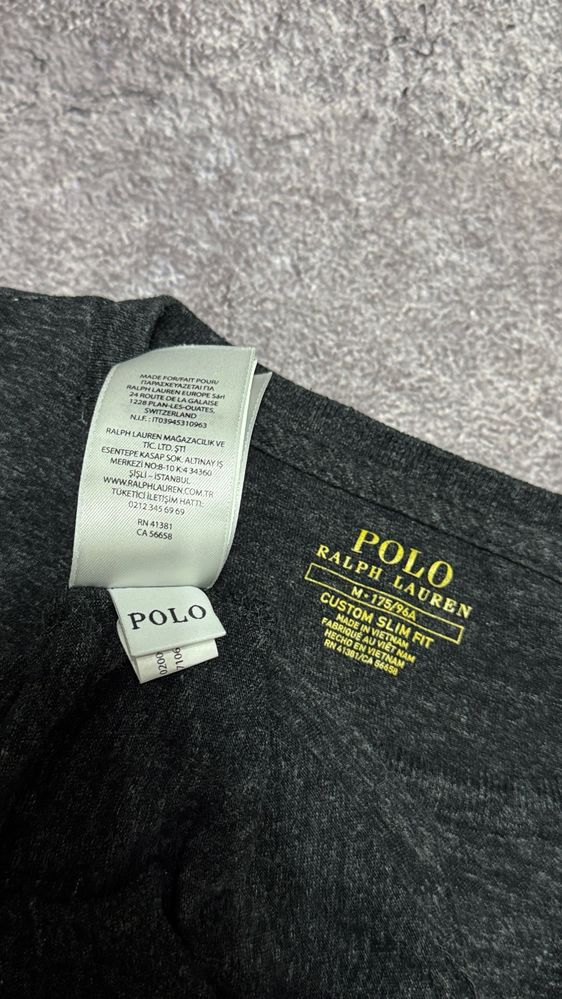 MADE FOR/FAIT POUR/
ΠΑΡΑΣΚΕΥΑΖΕΤΑΙ ΓΙΑ
RALPH LAUREN EUROPE Sàrl
24 ROUTE DE LA GALAISE
1228 PLAN-LES-OUATES,
SWITZERLAND
N.I.F. : IT03945310963
RALPH LAUREN MAĞAZACILIK VE
TİC. LTD. ŞTİ
ESENTEPE KASAP SOK. ALTINAY İŞ
MERKEZI NO:8-10 K:4 34360
ŞİŞLİ – İSTANBUL
WWW.RALPHLAUREN.COM.TR
TÜKETİCİ İLETİŞİM HATTI:
0212 345 69 69
RN 41381
CA 56658
POLO
0200
7106
POLO
RALPH LAUREN
M • 175/96A
CUSTOM SLIM FIT
MADE IN VIETNAM
FABRIQUÉ AU VIÊT NAM
HECHO EN VIETNAM
RN 41381/CA 56658